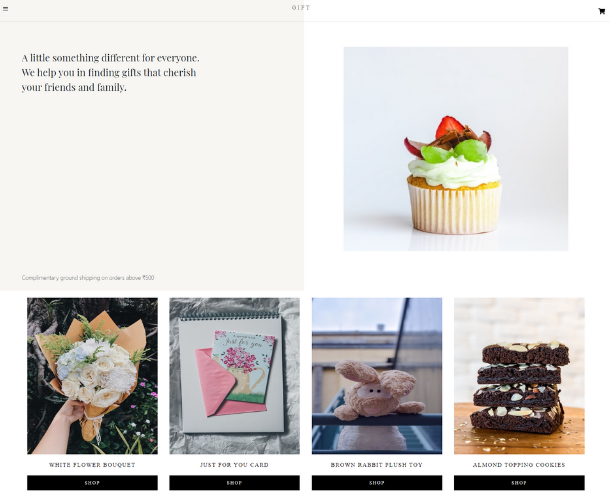 GIFT
A little something different for everyone.
We help you in finding gifts that cherish
your friends and family.
Complimentary ground shipping on orders above ₹500
Just for you
WHITE FLOWER BOUQUET
JUST FOR YOU CARD
BROWN RABBIT PLUSH TOY
ALMOND TOPPING COOKIES
SHOP
SHOP
SHOP
SHOP